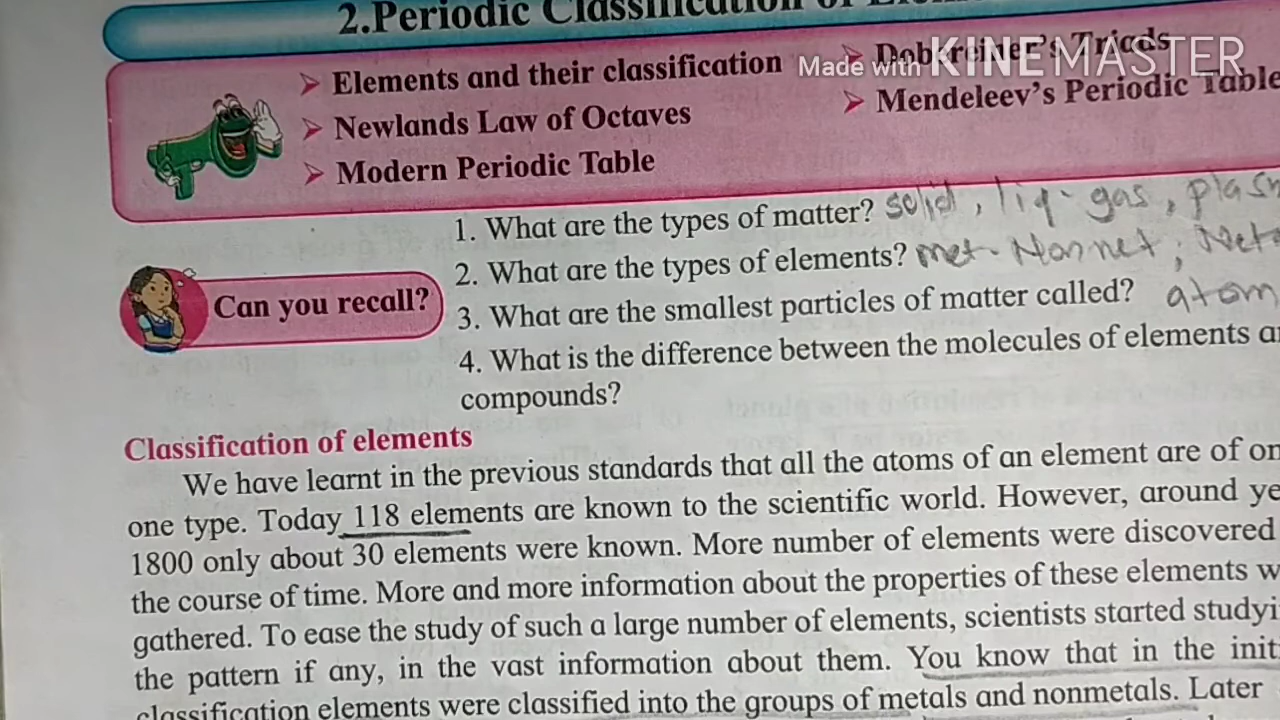 2.Periodic Classification of
Elements and their classification
Dobereiner's Triads
Made with KINEMASTER
Newlands Law of Octaves
Mendeleev's Periodic Table
Modern Periodic Table
1. What are the types of matter? solid, liq- gas, plasm
2. What are the types of elements? met- Nonmet,
3. What are the smallest particles of matter called? atom
Can you recall?
4. What is the difference between the molecules of elements
compounds?
Classification of elements
We have learnt in the previous standards that all the atoms of an element are of
one type. Today 118 elements are known to the scientific world. However, around
1800 only about 30 elements were known. More number of elements were discovered
the course of time. More and more information about the properties of these elements
gathered. To ease the study of such a large number of elements, scientists started studyi
the pattern if any, in the vast information about them. You know that in the init
classification elements were classified into the groups of metals and nonmetals. Later